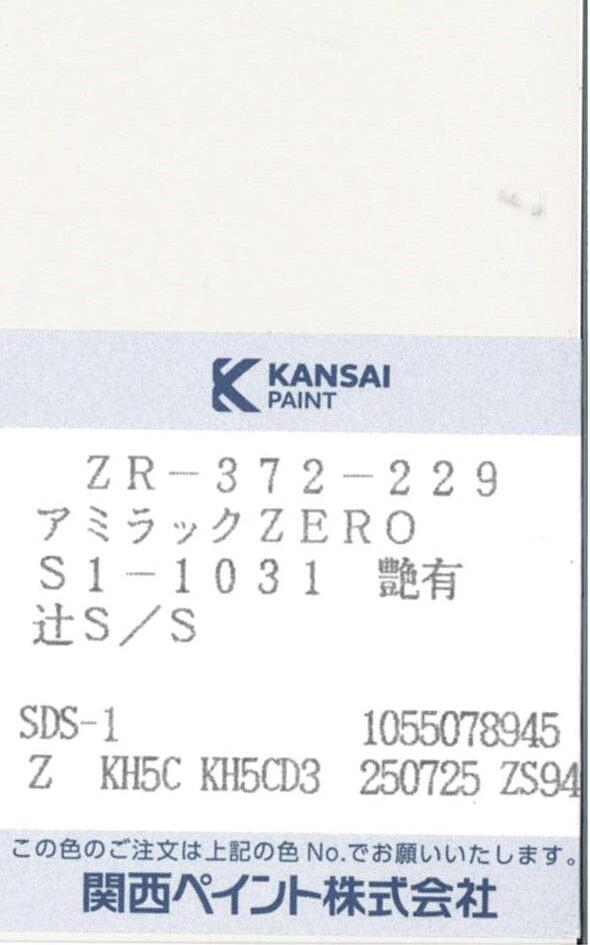 KANSAI
PAINT
ZR-372-229
アミラックZERO
S1-1031 艶有
辻S/S
SDS-1 1055078945
Z KH5C KH5CD3 250725 ZS94
この色のご注文は上記の色No.でお願いいたします。
関西ペイント株式会社